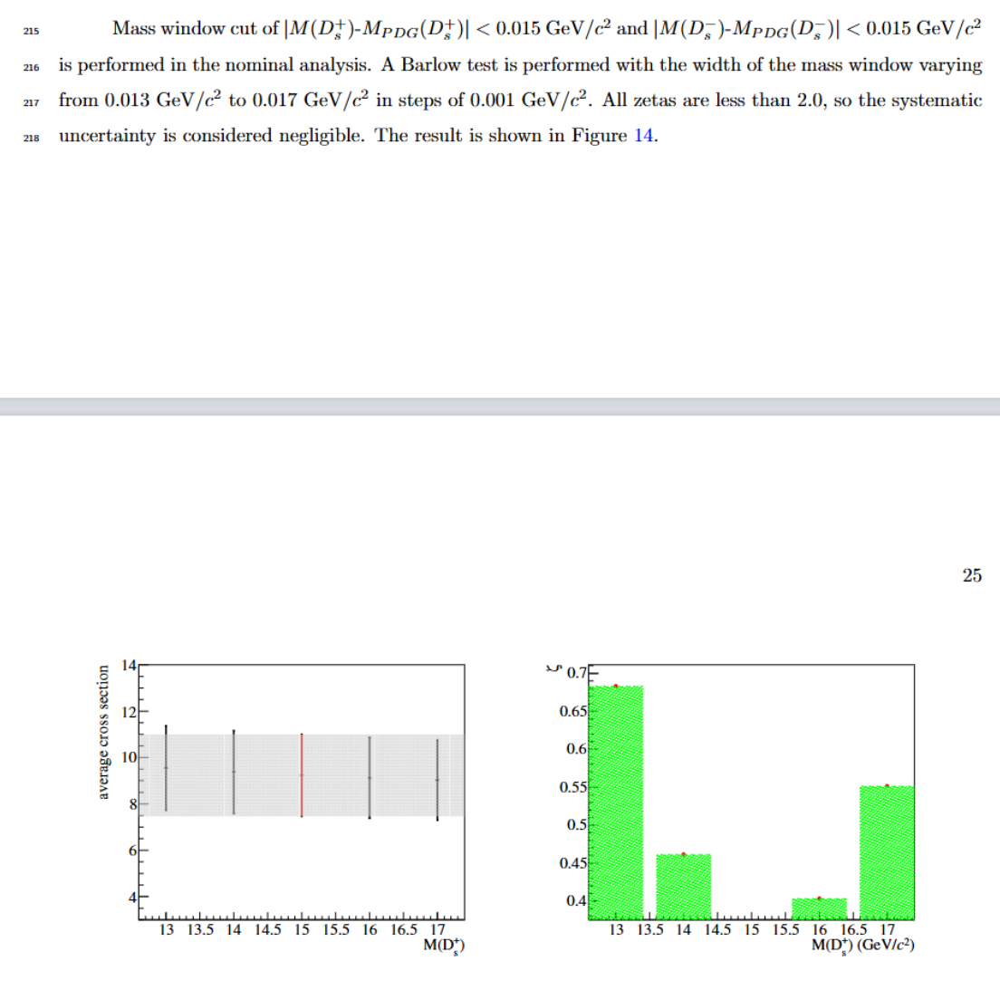 215 Mass window cut of |M(D_s^+)-M_{PDG}(D_s^+)| < 0.015 GeV/c² and |M(D_s^-)-M_{PDG}(D_s^-)| < 0.015 GeV/c²
216 is performed in the nominal analysis. A Barlow test is performed with the width of the mass window varying
217 from 0.013 GeV/c² to 0.017 GeV/c² in steps of 0.001 GeV/c². All zetas are less than 2.0, so the systematic
218 uncertainty is considered negligible. The result is shown in Figure 14.
25
average cross section
14
12
10
8
6
4
13 13.5 14 14.5 15 15.5 16 16.5 17
M(D_s^+)
ζ
0.7
0.65
0.6
0.55
0.5
0.45
0.4
13 13.5 14 14.5 15 15.5 16 16.5 17
M(D_s^+) (GeV/c²)